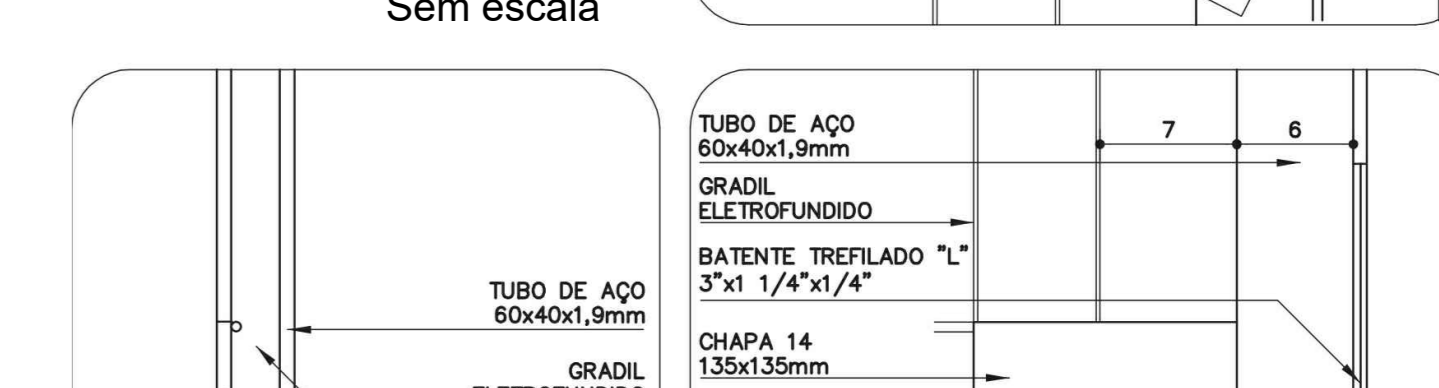 Sem escala
TUBO DE AÇO
60x40x1,9mm
GRADIL
TUBO DE AÇO
60x40x1,9mm
GRADIL
ELETROFUNDIDO
BATENTE TREFILADO "L"
3"x1 1/4"x1/4"
CHAPA 14
135x135mm
7
6